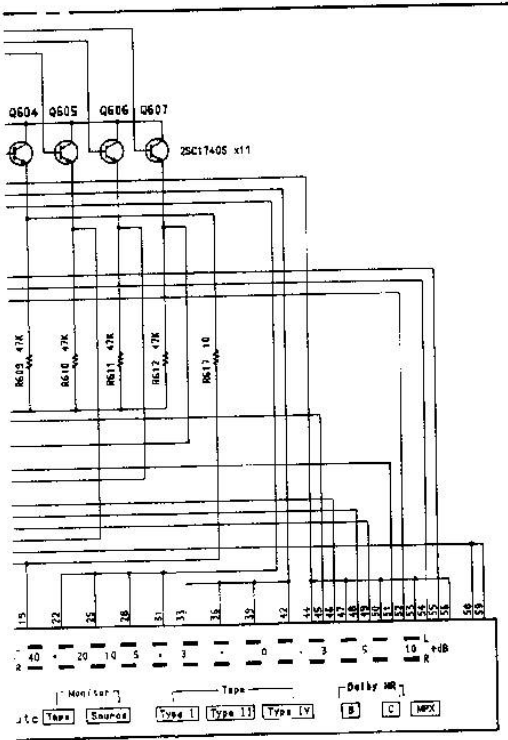 Q604 Q605 Q606 Q607
2SC1740S x11
R609 47K
R610 47K
R611 47K
R612 47K
R617 10
19 22 25 28 31 33 36 39 42 44 45 46 47 48 49 50 51 52 53 54 55 56 58 59
L
40 • 20 10 5 • 3 • 0 • 3 5 10 +dB
R R
Monitor Tape Dolby NR
Tape Source Type I Type II Type IV B C MPX